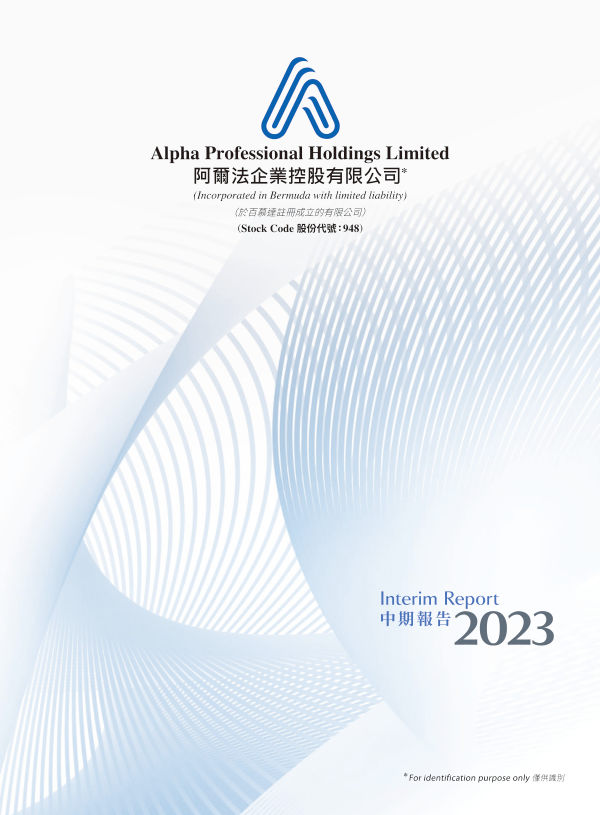 Alpha Professional Holdings Limited
阿爾法企業控股有限公司*
(Incorporated in Bermuda with limited liability)
(於百慕達註冊成立的有限公司)
(Stock Code 股份代號：948)
Interim Report
中期報告 2023
*For identification purpose only 僅供識別